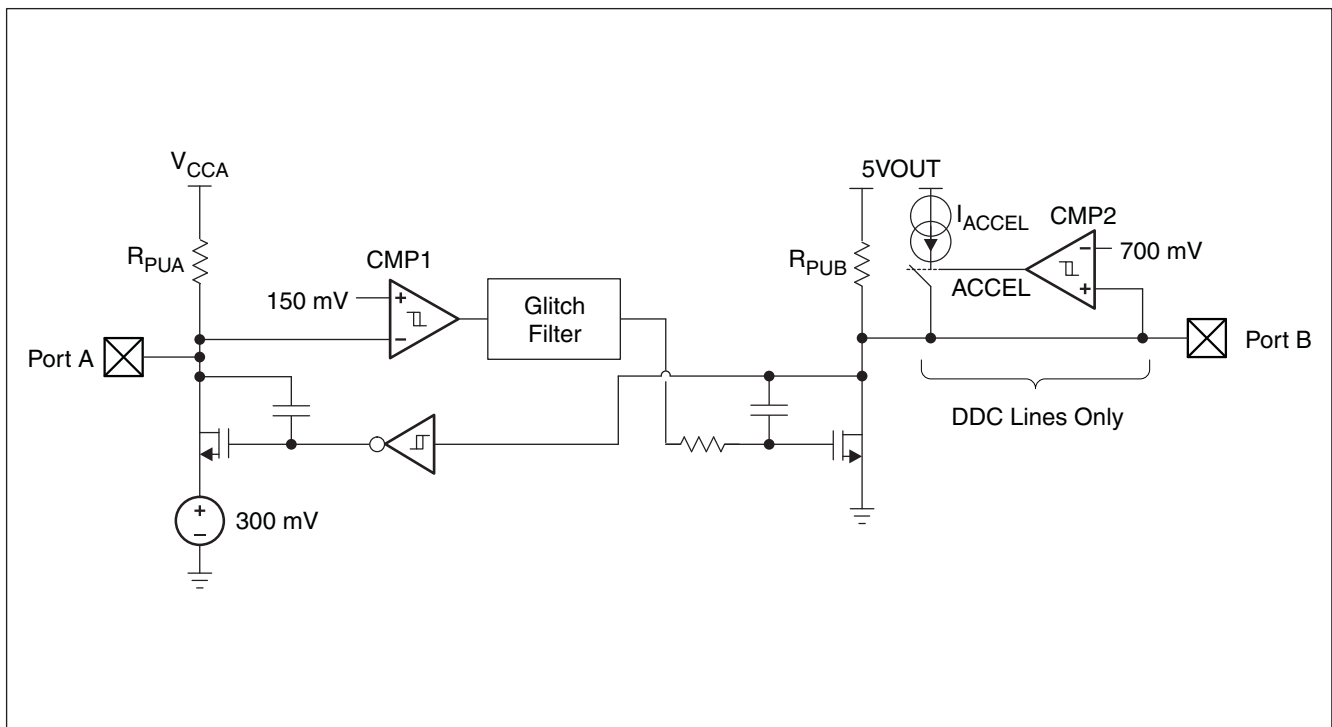 V_CCA
R_PUA
Port A
150 mV
CMP1
+
−
Glitch
Filter
+
−
300 mV
5VOUT
R_PUB
I_ACCEL
ACCEL
CMP2
−
700 mV
+
Port B
DDC Lines Only